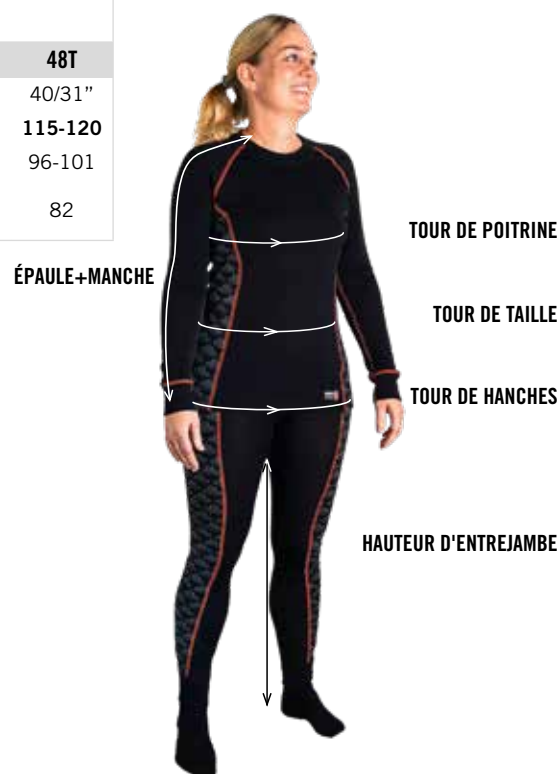 48T
40/31”
115-120
96-101
82
TOUR DE POITRINE
ÉPAULE+MANCHE
TOUR DE TAILLE
TOUR DE HANCHES
HAUTEUR D'ENTREJAMBE